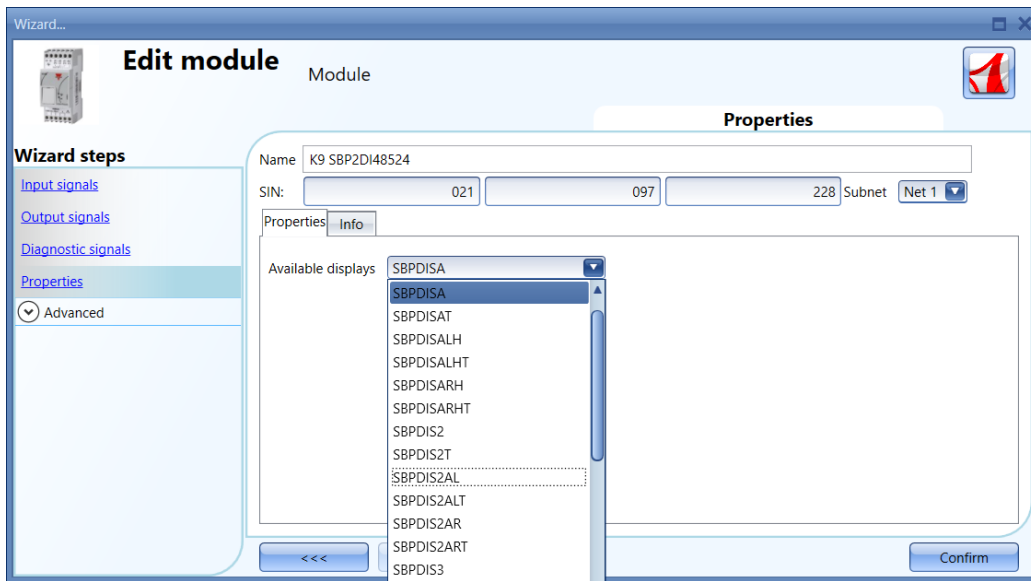 Wizard...
Edit module
Module
Properties
Wizard steps
Input signals
Output signals
Diagnostic signals
Properties
Advanced
Name K9 SBP2DI48524
SIN: 021 097 228 Subnet Net 1
Properties Info
Available displays SBPDISA
SBPDISA
SBPDISAT
SBPDISALH
SBPDISALHT
SBPDISARH
SBPDISARHT
SBPDIS2
SBPDIS2T
SBPDIS2AL
SBPDIS2ALT
SBPDIS2AR
SBPDIS2ART
SBPDIS3
<<< Confirm